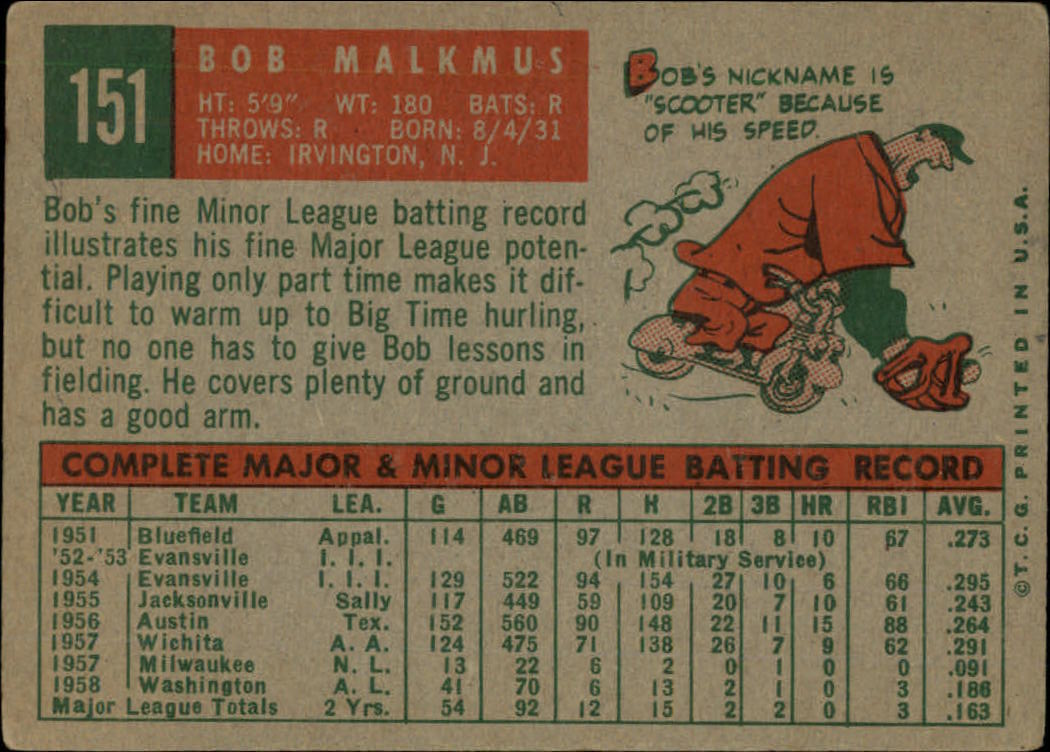 151
BOB MALKMUS
HT: 5'9" WT: 180 BATS: R
THROWS: R BORN: 8/4/31
HOME: IRVINGTON, N. J.
BOB'S NICKNAME IS
"SCOOTER" BECAUSE
OF HIS SPEED.
Bob's fine Minor League batting record
illustrates his fine Major League poten-
tial. Playing only part time makes it dif-
ficult to warm up to Big Time hurling,
but no one has to give Bob lessons in
fielding. He covers plenty of ground and
has a good arm.
COMPLETE MAJOR & MINOR LEAGUE BATTING RECORD
YEAR TEAM LEA. G AB R H 2B 3B HR RBI AVG.
1951 Bluefield Appal. 114 469 97 128 18 8 10 67 .273
'52-'53 Evansville I. I. I. (In Military Service)
1954 Evansville I. I. I. 129 522 94 154 27 10 6 66 .295
1955 Jacksonville Sally 117 449 59 109 20 7 10 61 .243
1956 Austin Tex. 152 560 90 148 22 11 15 88 .264
1957 Wichita A. A. 124 475 71 138 26 7 9 62 .291
1957 Milwaukee N. L. 13 22 6 2 0 1 0 0 .091
1958 Washington A. L. 41 70 6 13 2 1 0 3 .186
Major League Totals 2 Yrs. 54 92 12 15 2 2 0 3 .163
©T. C. G. PRINTED IN U.S.A.